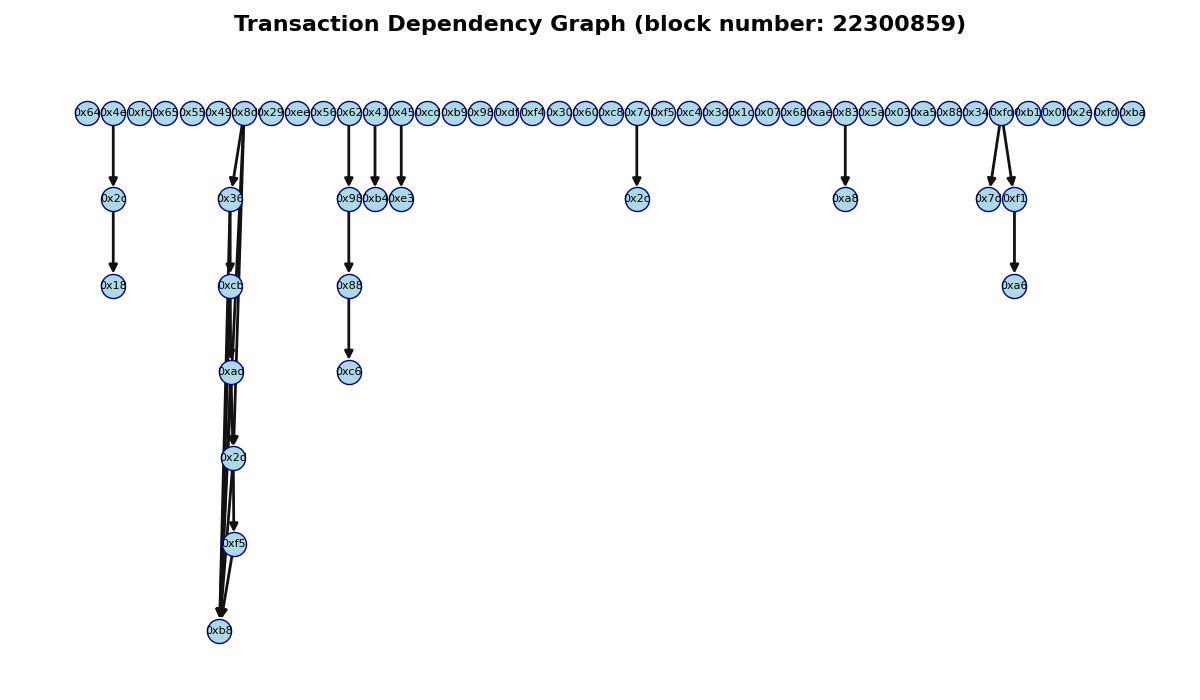 Transaction Dependency Graph (block number: 22300859)
0x64 0x4e 0xfc 0x65 0x55 0x49 0x8d 0x29 0xee 0x56 0x62 0x41 0x45 0xcd 0xb9 0x98 0xdf 0xf4 0x30 0x60 0xc8 0x7c 0xf5 0xc4 0x3d 0x1c 0x07 0x68 0xae 0x83 0x5a 0x03 0xa5 0x88 0x34 0xfd 0xb1 0x0f 0x2e 0xfd 0xba
0x2c 0x36 0x98 0xb4 0xe3 0x2c 0xa8 0x7d 0xf1
0x18 0xcb 0x88 0xa6
0xad 0xc6
0x2d
0xf5
0xb8